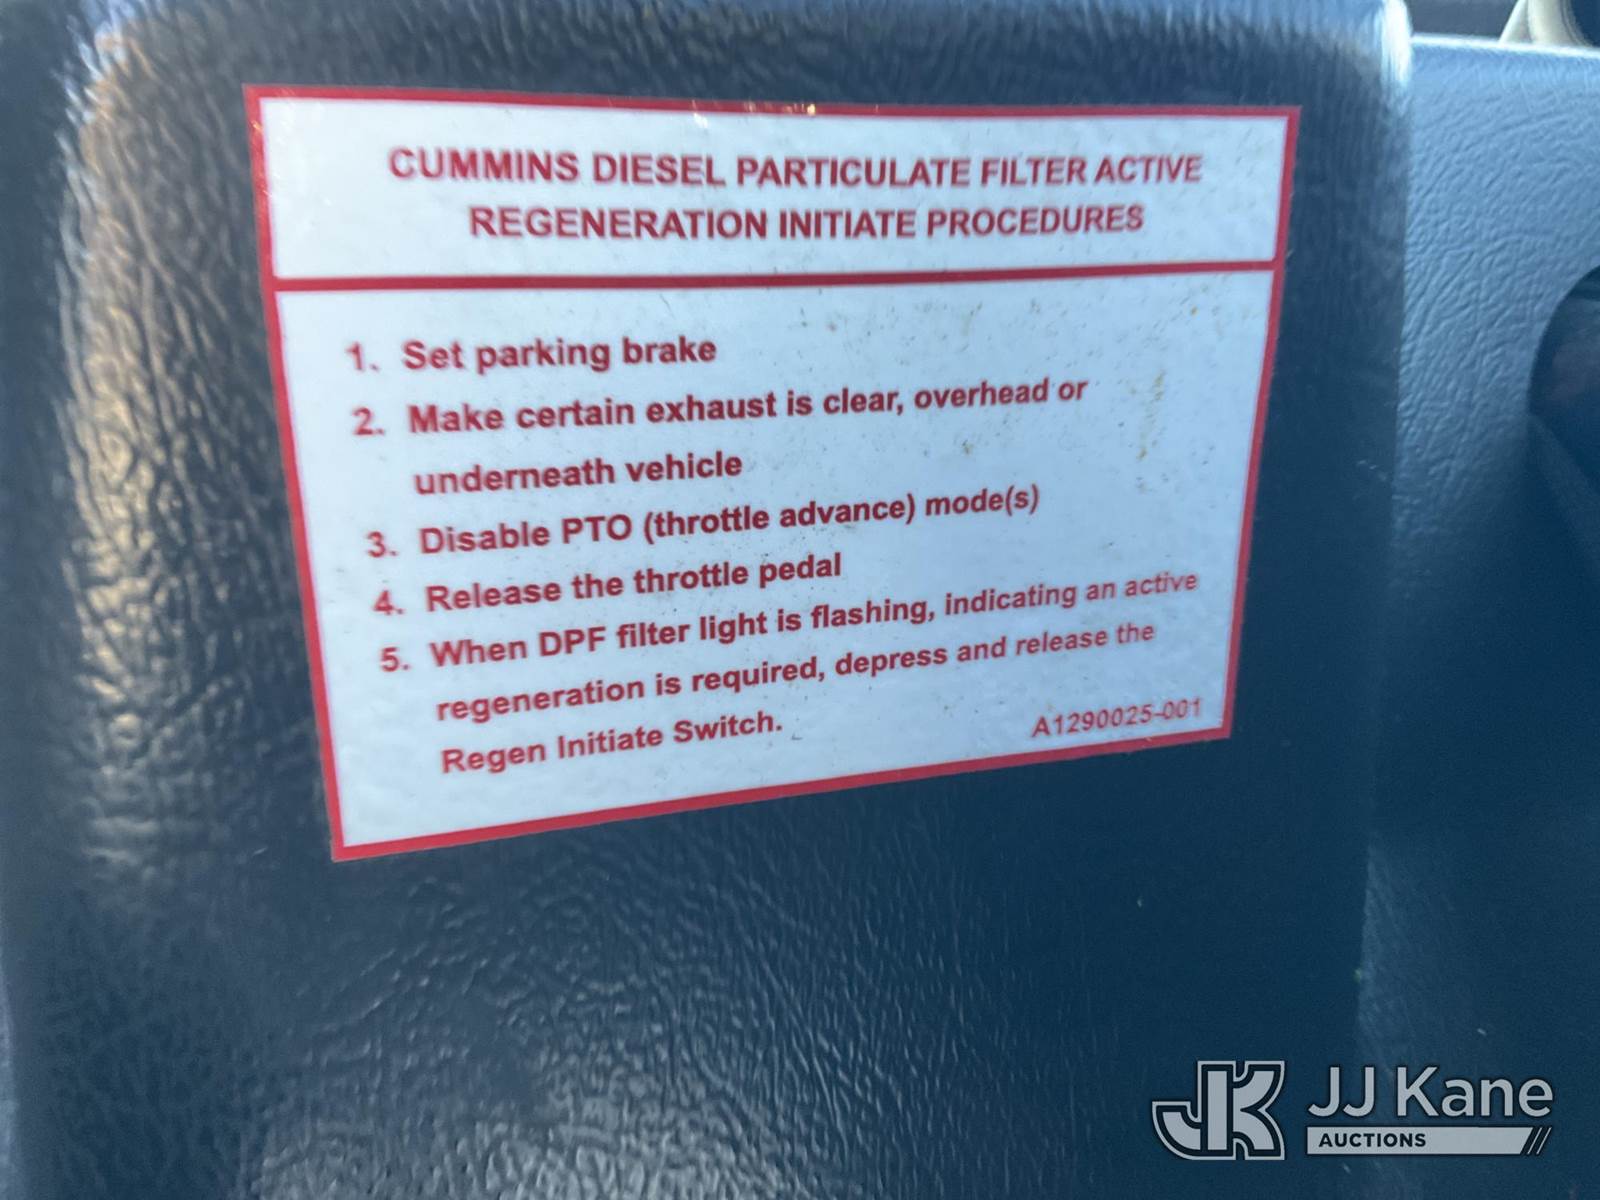 CUMMINS DIESEL PARTICULATE FILTER ACTIVE
REGENERATION INITIATE PROCEDURES
1. Set parking brake
2. Make certain exhaust is clear, overhead or
underneath vehicle
3. Disable PTO (throttle advance) mode(s)
4. Release the throttle pedal
5. When DPF filter light is flashing, indicating an active
regeneration is required, depress and release the
Regen Initiate Switch.
A1290025-001
JK
JJ Kane
AUCTIONS